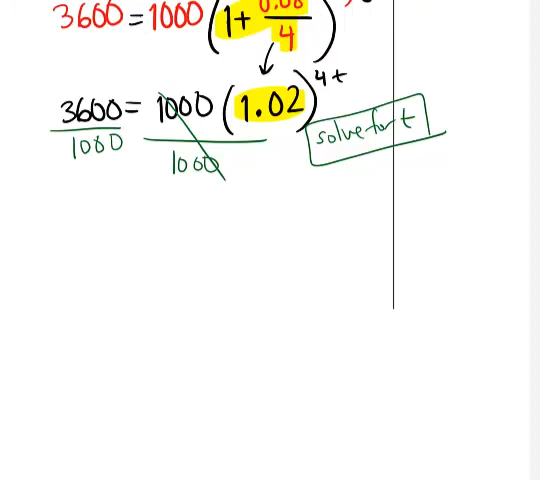 3600 = 1000 (1 + 0.08/4)
3600 = 1000 (1.02)^4t
1000 1000
solve for t